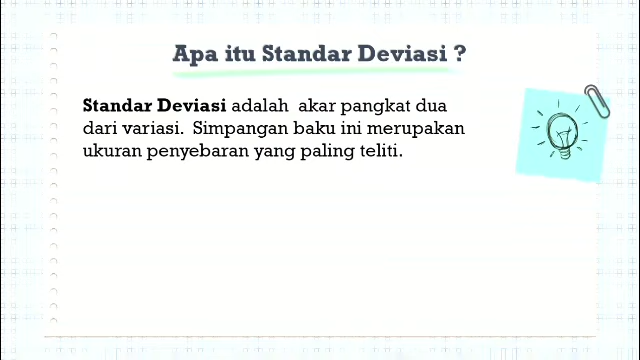 Apa itu Standar Deviasi ?
Standar Deviasi adalah akar pangkat dua
dari variasi. Simpangan baku ini merupakan
ukuran penyebaran yang paling teliti.